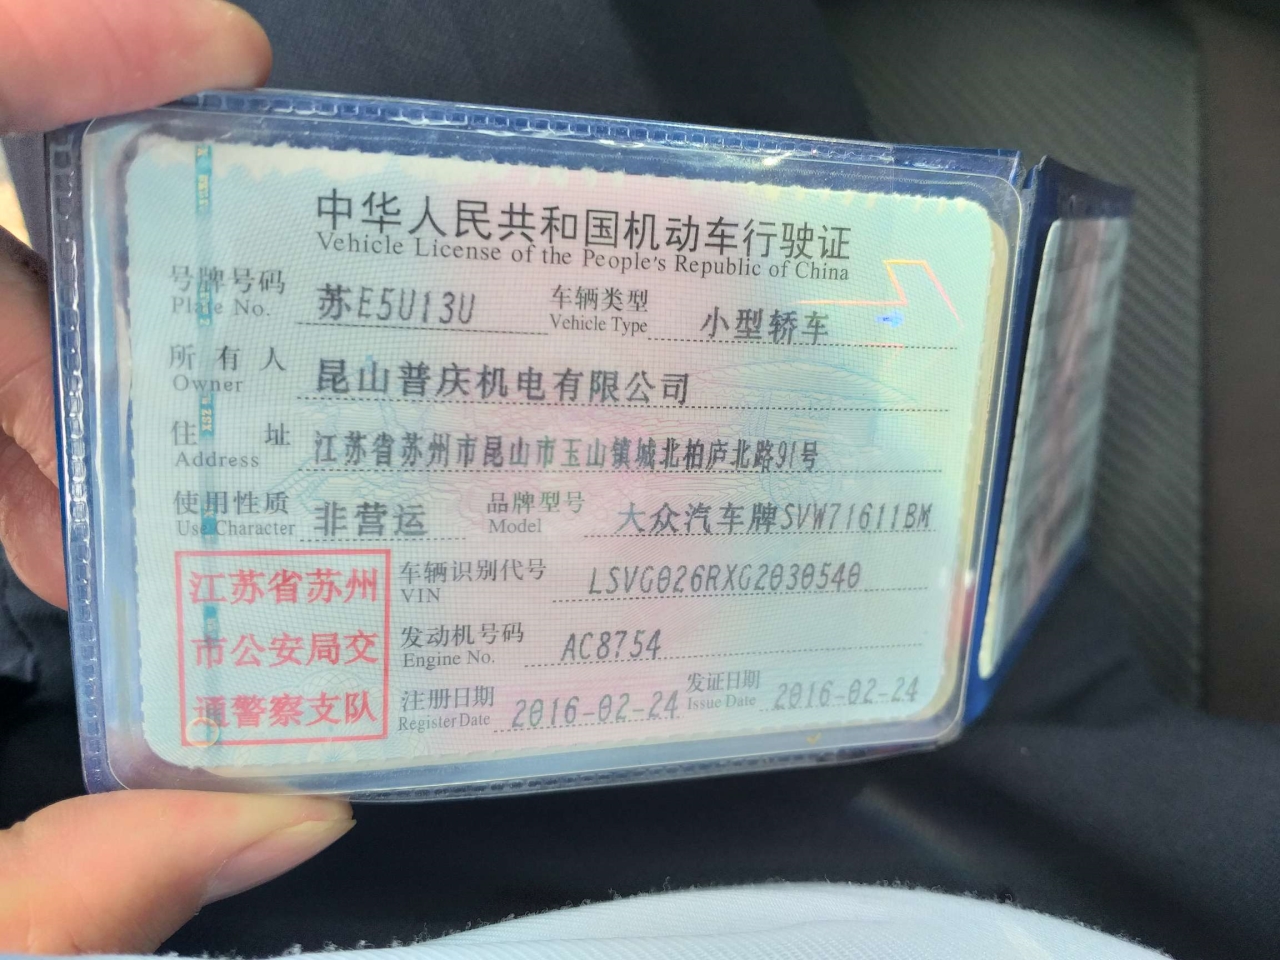 中华人民共和国机动车行驶证
Vehicle License of the People's Republic of China
号牌号码 苏E5U13U 车辆类型 小型轿车
Plate No. Vehicle Type
所有人 昆山普庆机电有限公司
Owner
住址 江苏省苏州市昆山市玉山镇城北柏庐北路91号
Address
使用性质 非营运 品牌型号 大众汽车牌SVW71611BM
Use Character Model
江苏省苏州
市公安局交
通警察支队
车辆识别代号 LSVG026RXG2030540
VIN
发动机号码 AC8754
Engine No.
注册日期 2016-02-24 发证日期 2016-02-24
Register Date Issue Date